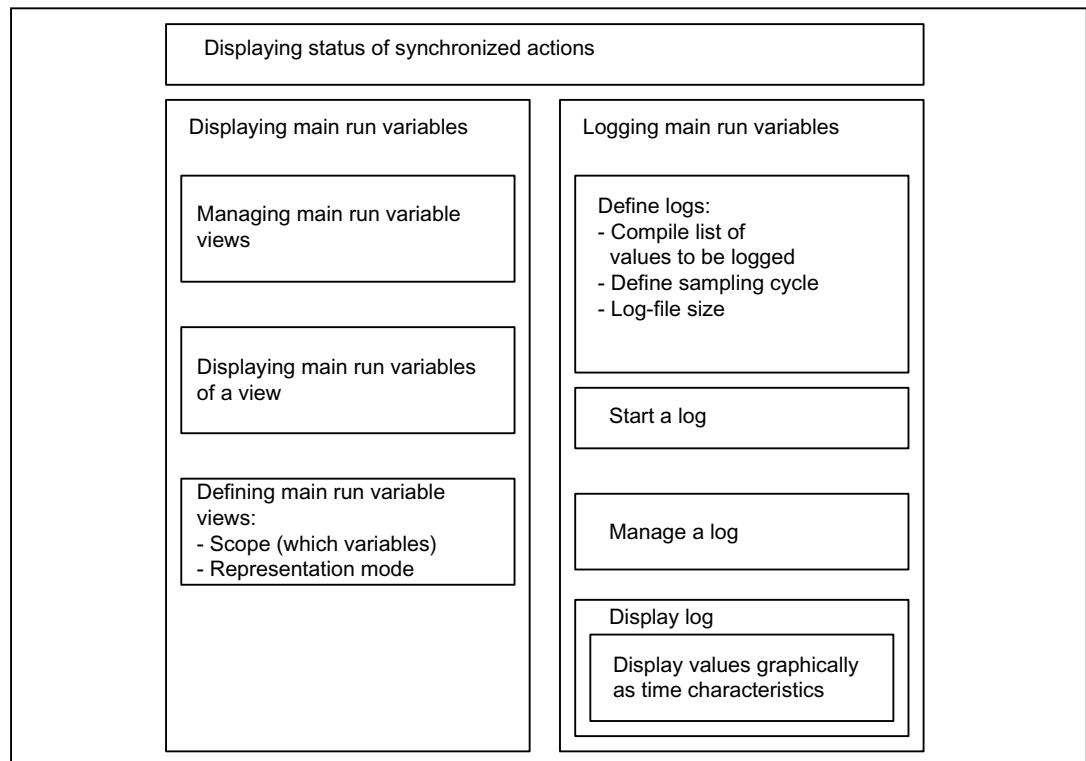 Displaying status of synchronized actions
Displaying main run variables
Managing main run variable
views
Displaying main run variables
of a view
Defining main run variable
views:
- Scope (which variables)
- Representation mode
Logging main run variables
Define logs:
- Compile list of
values to be logged
- Define sampling cycle
- Log-file size
Start a log
Manage a log
Display log
Display values graphically
as time characteristics